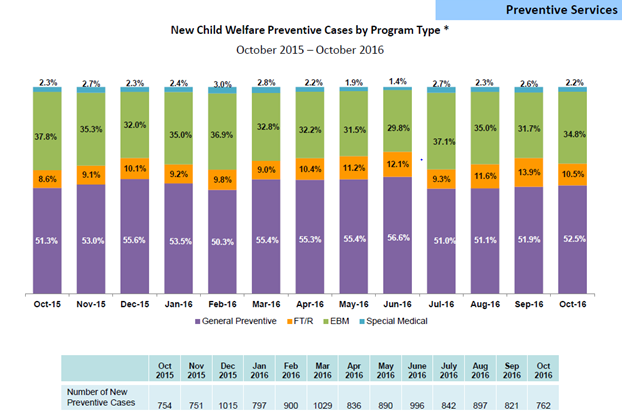 Preventive Services
New Child Welfare Preventive Cases by Program Type *
October 2015 – October 2016
2.3% 2.7% 2.3% 2.4% 3.0% 2.8% 2.2% 1.9% 1.4% 2.7% 2.3% 2.6% 2.2%
37.8% 35.3% 32.0% 35.0% 36.9% 32.8% 32.2% 31.5% 29.8% 37.1% 35.0% 31.7% 34.8%
8.6% 9.1% 10.1% 9.2% 9.8% 9.0% 10.4% 11.2% 12.1% 9.3% 11.6% 13.9% 10.5%
51.3% 53.0% 55.6% 53.5% 50.3% 55.4% 55.3% 55.4% 56.6% 51.0% 51.1% 51.9% 52.5%
Oct-15 Nov-15 Dec-15 Jan-16 Feb-16 Mar-16 Apr-16 May-16 Jun-16 Jul-16 Aug-16 Sep-16 Oct-16
General Preventive FT/R EBM Special Medical
Oct Nov Dec Jan Feb Mar Apr May June July Aug Sep Oct
2015 2015 2015 2016 2016 2016 2016 2016 2016 2016 2016 2016 2016
Number of New
Preventive Cases 754 751 1015 797 900 1029 836 890 996 842 897 821 762